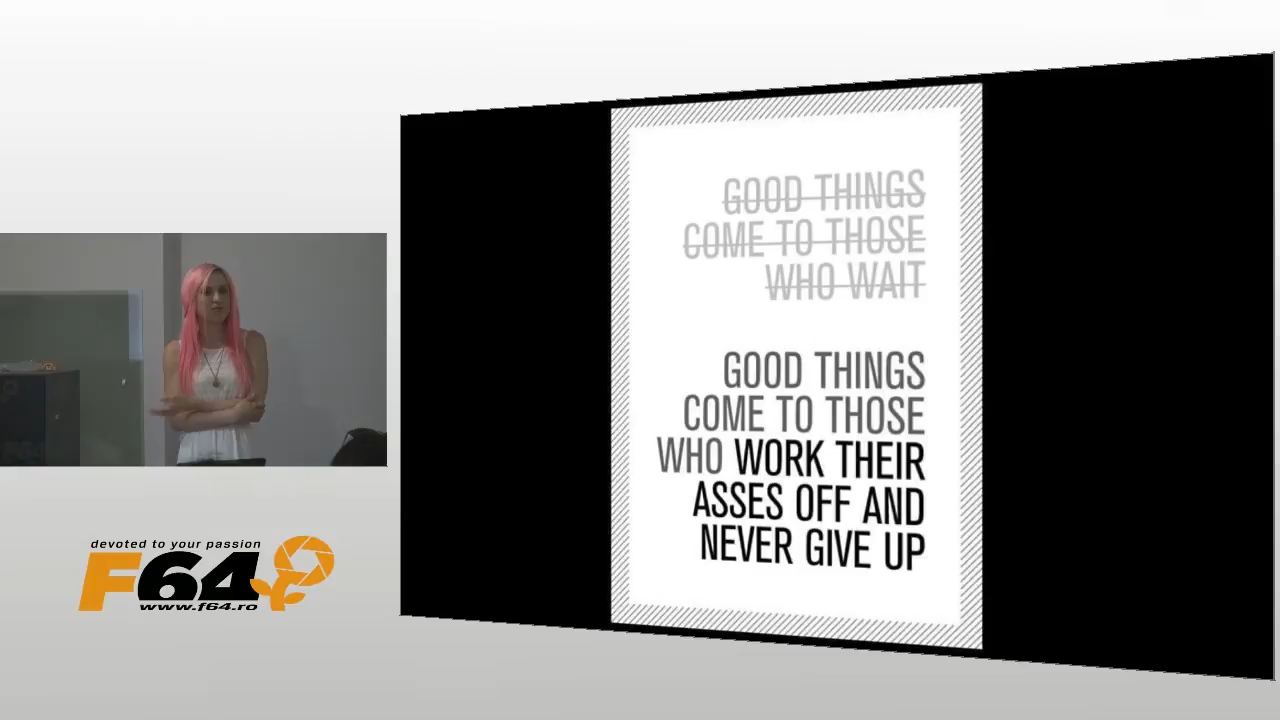 GOOD THINGS
COME TO THOSE
WHO WAIT
GOOD THINGS
COME TO THOSE
WHO WORK THEIR
ASSES OFF AND
NEVER GIVE UP
devoted to your passion
F64
www.f64.ro